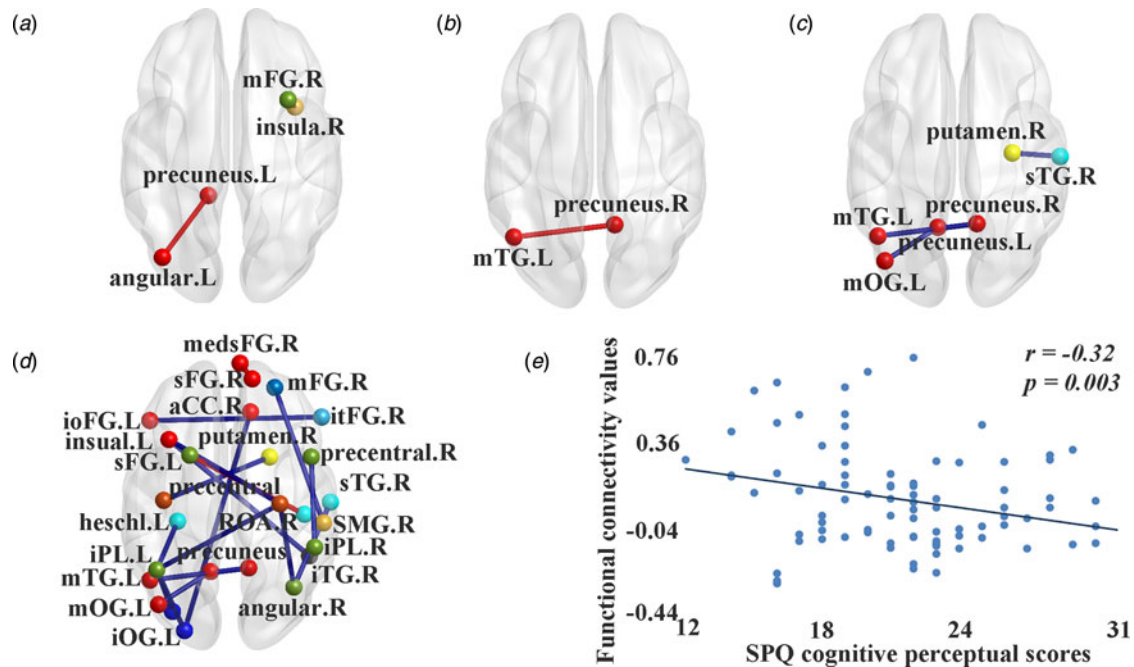 (a)
mFG.R
insula.R
precuneus.L
angular.L
(b)
precuneus.R
mTG.L
(c)
putamen.R
sTG.R
mTG.L precuneus.R
precuneus.L
mOG.L
(d)
medsFG.R
sFG.R mFG.R
aCC.R
ioFG.L itFG.R
insual.L putamen.R
sFG.L precentral.R
precentral sTG.R
heschl.L ROA.R SMG.R
iPL.L precuneus iPL.R
mTG.L iTG.R
mOG.L angular.R
iOG.L
(e)
Functional connectivity values
0.76
0.36
-0.04
-0.44
r = -0.32
p = 0.003
12 18 24 31
SPQ cognitive perceptual scores